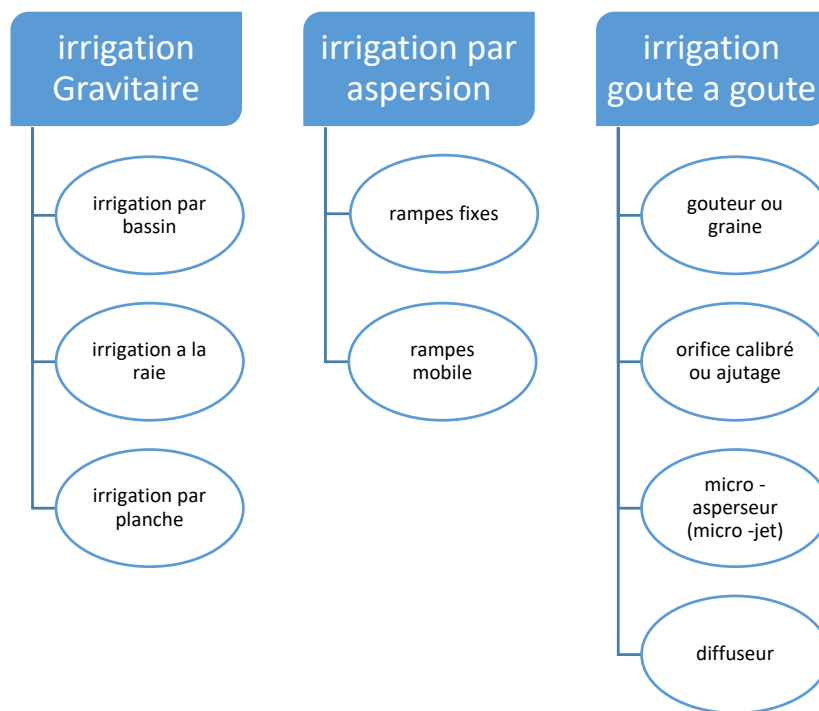 irrigation
Gravitaire
irrigation par
bassin
irrigation a la
raie
irrigation par
planche
irrigation par
aspersion
rampes fixes
rampes
mobile
irrigation
goute a goute
gouteur ou
graine
orifice calibré
ou ajutage
micro -
asperseur
(micro -jet)
diffuseur